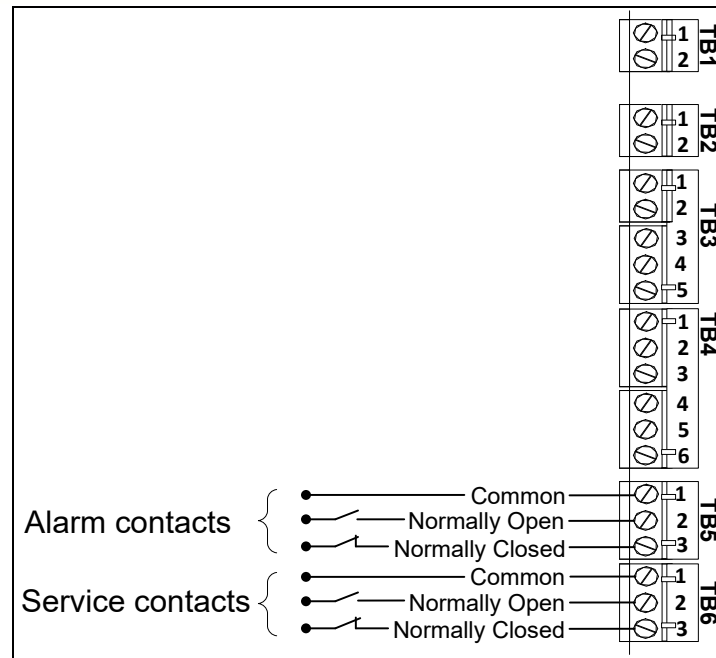 1
2
TB1
1
2
TB2
1
2
3
4
5
TB3
1
2
3
4
5
6
TB4
Alarm contacts
Common
Normally Open
Normally Closed
1
2
3
TB5
Service contacts
Common
Normally Open
Normally Closed
1
2
3
TB6